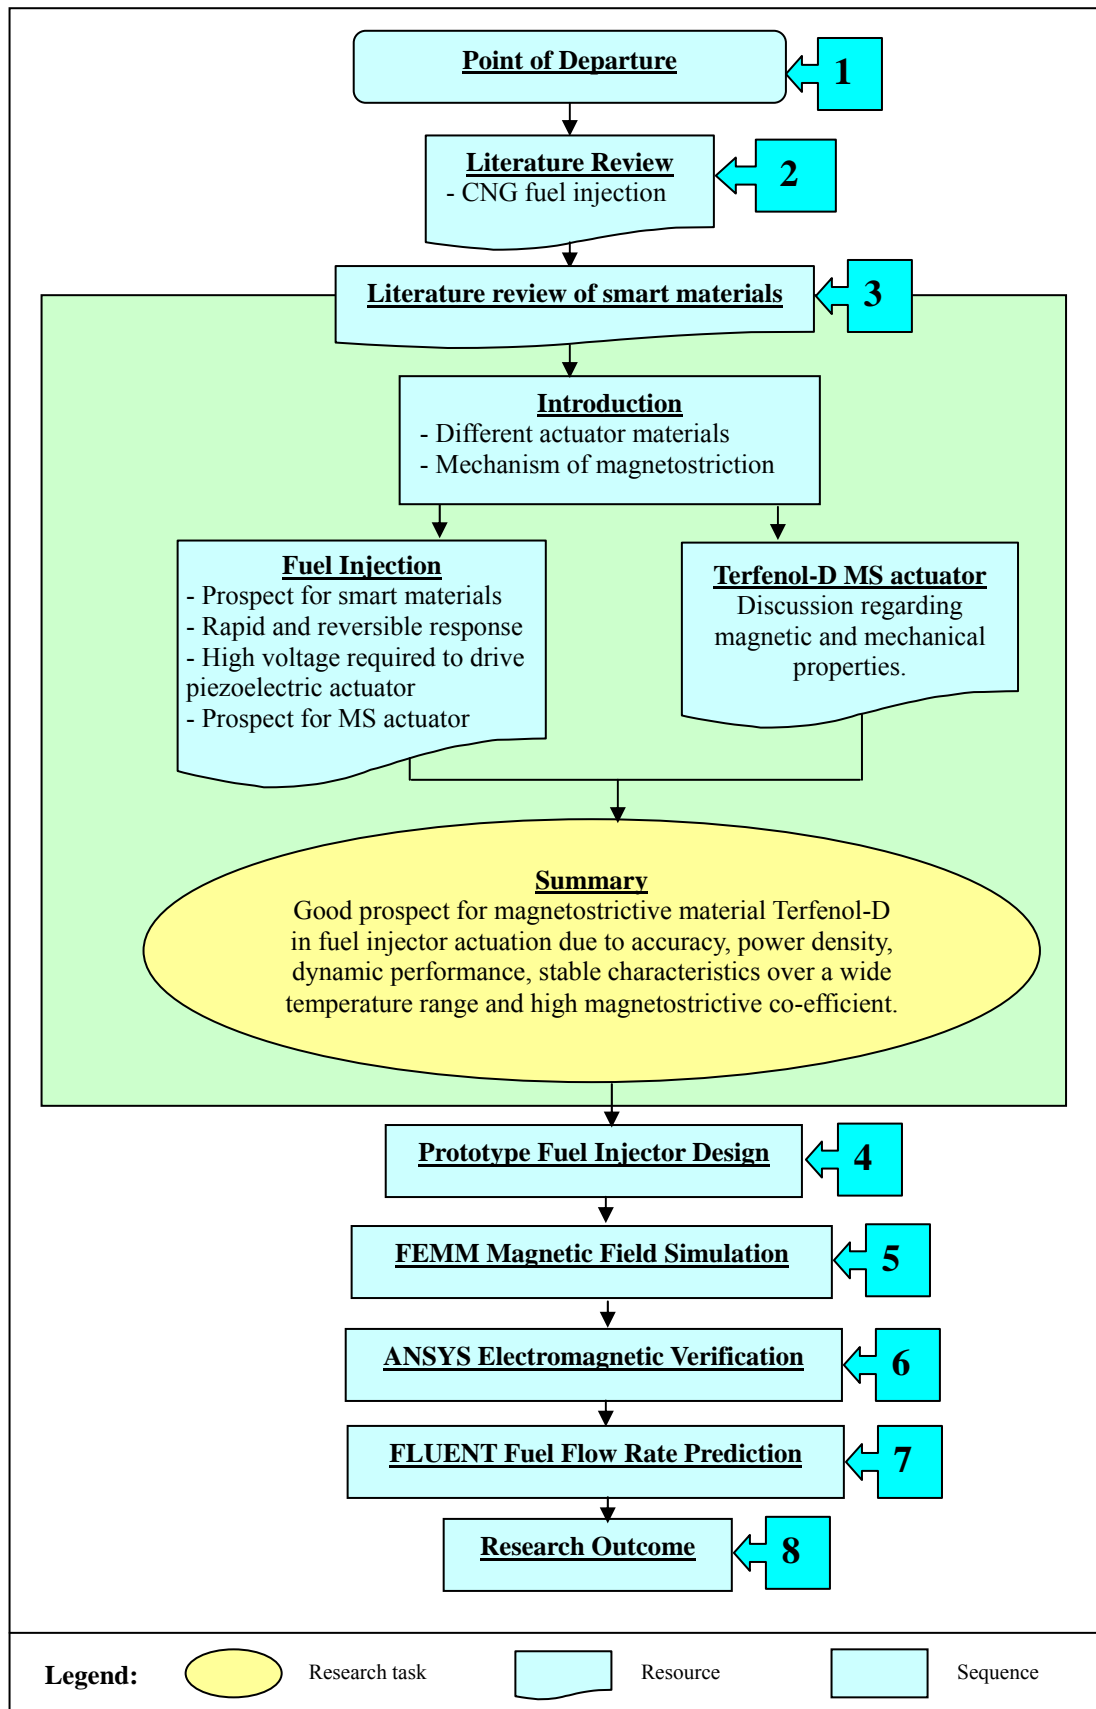 Point of Departure
1
Literature Review
- CNG fuel injection
2
Literature review of smart materials
3
Introduction
- Different actuator materials
- Mechanism of magnetostriction
Fuel Injection
- Prospect for smart materials
- Rapid and reversible response
- High voltage required to drive
piezoelectric actuator
- Prospect for MS actuator
Terfenol-D MS actuator
Discussion regarding
magnetic and mechanical
properties.
Summary
Good prospect for magnetostrictive material Terfenol-D
in fuel injector actuation due to accuracy, power density,
dynamic performance, stable characteristics over a wide
temperature range and high magnetostrictive co-efficient.
Prototype Fuel Injector Design
4
FEMM Magnetic Field Simulation
5
ANSYS Electromagnetic Verification
6
FLUENT Fuel Flow Rate Prediction
7
Research Outcome
8
Legend:
Research task
Resource
Sequence